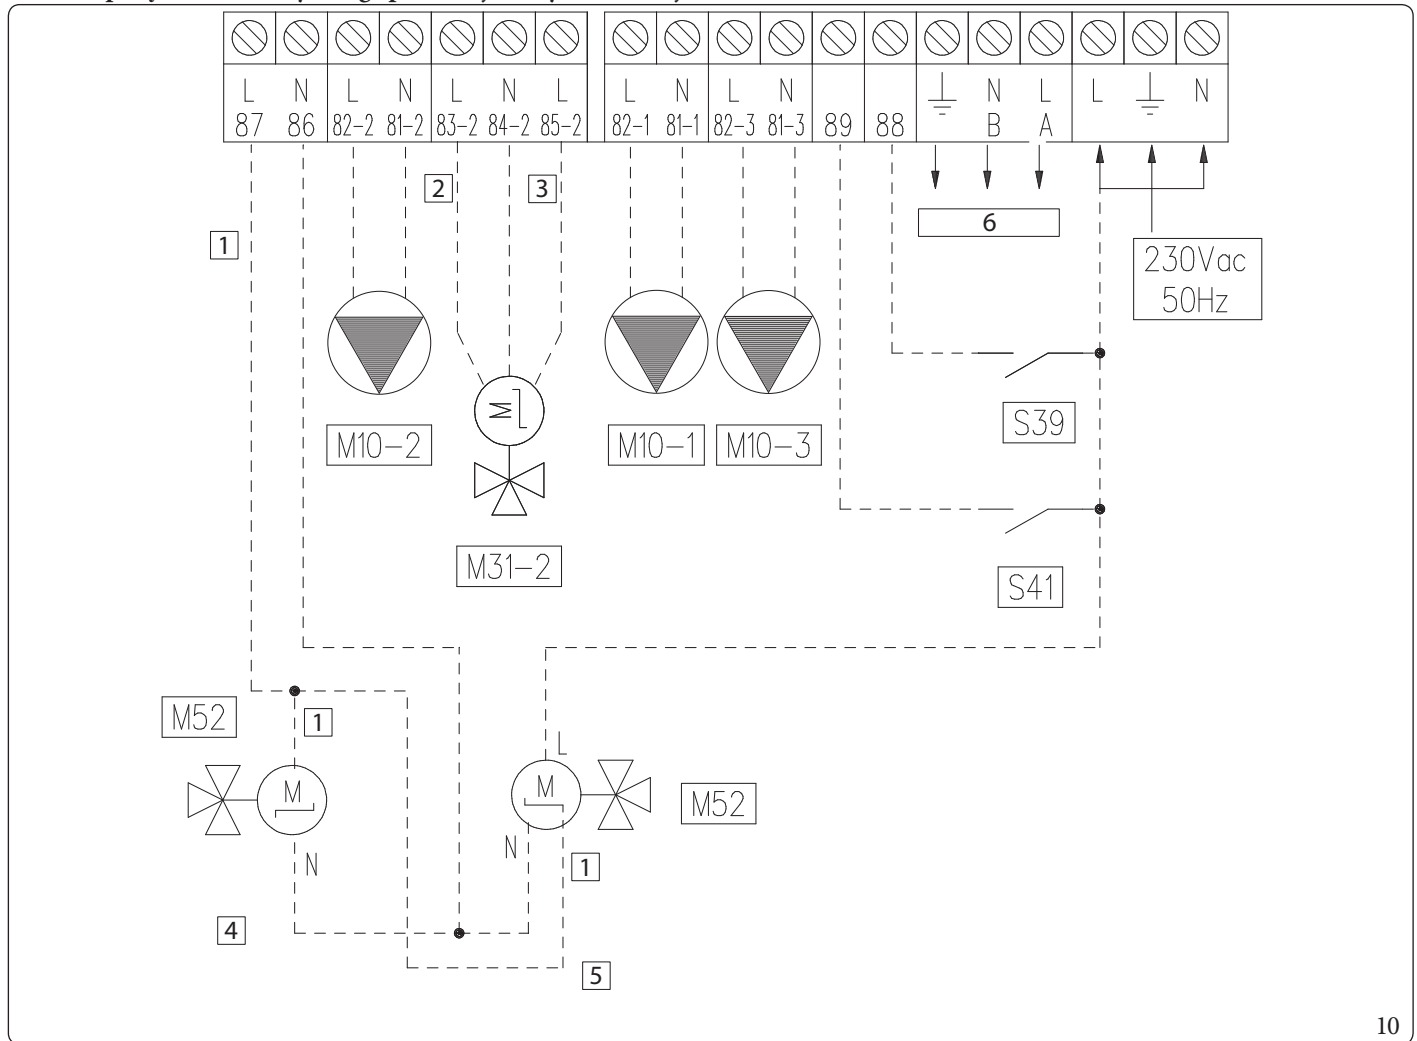 L N L N L N L L N L N L N L L N
87 86 82-2 81-2 83-2 84-2 85-2 82-1 81-1 82-3 81-3 89 88 B A
2 3
1 6
230Vac
50Hz
M10-2 M10-1 M10-3 S39
M31-2 S41
M52 1 L
M M M52
M
N N 1
4
5
10